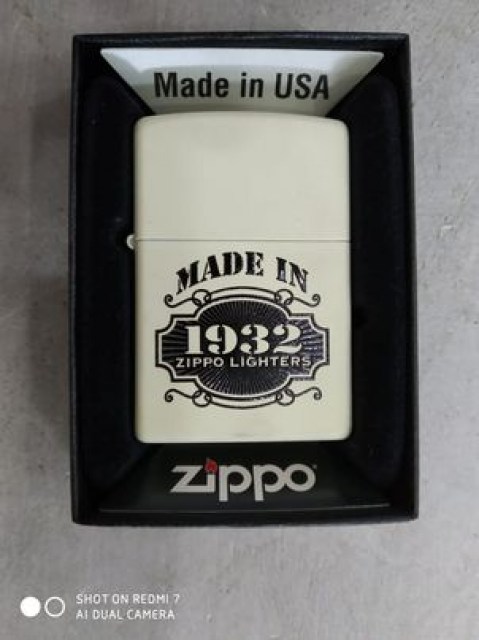 Made in USA
MADE IN
1932
ZIPPO LIGHTERS
zippo
SHOT ON REDMI 7
AI DUAL CAMERA